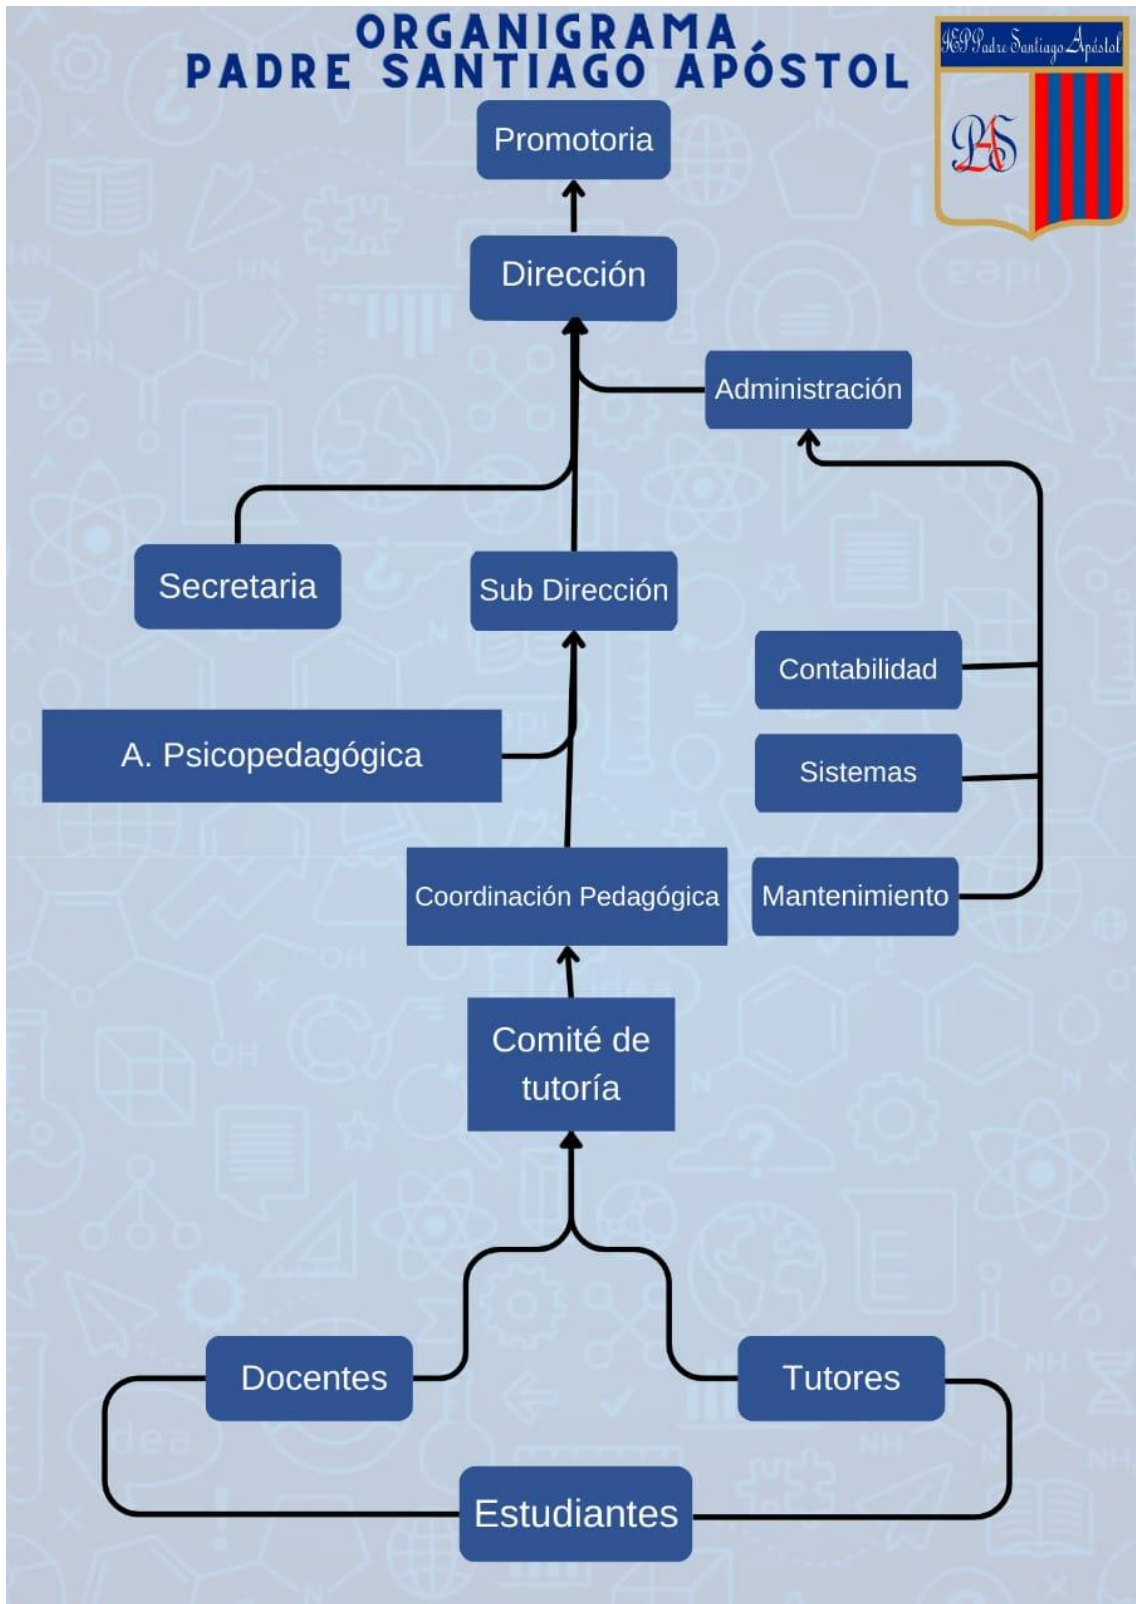 ORGANIGRAMA
PADRE SANTIAGO APÓSTOL
IEP Padre Santiago Apóstol
PAS
Promotoria
Dirección
Administración
Secretaria
Sub Dirección
Contabilidad
A. Psicopedagógica
Sistemas
Coordinación Pedagógica
Mantenimiento
Comité de
tutoría
Docentes
Tutores
Estudiantes